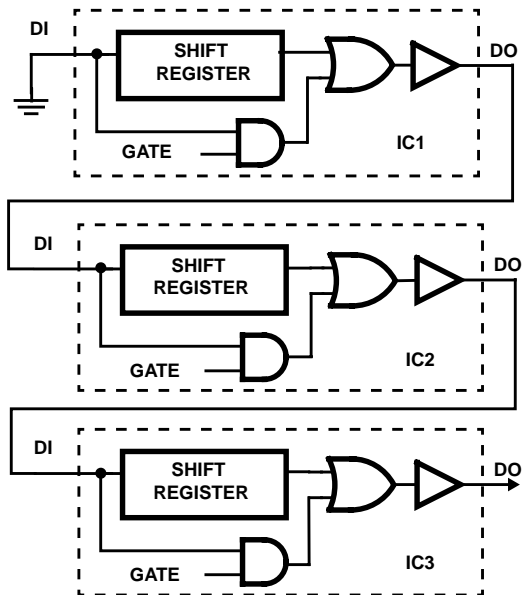 DI
SHIFT
REGISTER
DO
GATE
IC1
DI
SHIFT
REGISTER
DO
GATE
IC2
DI
SHIFT
REGISTER
DO
GATE
IC3